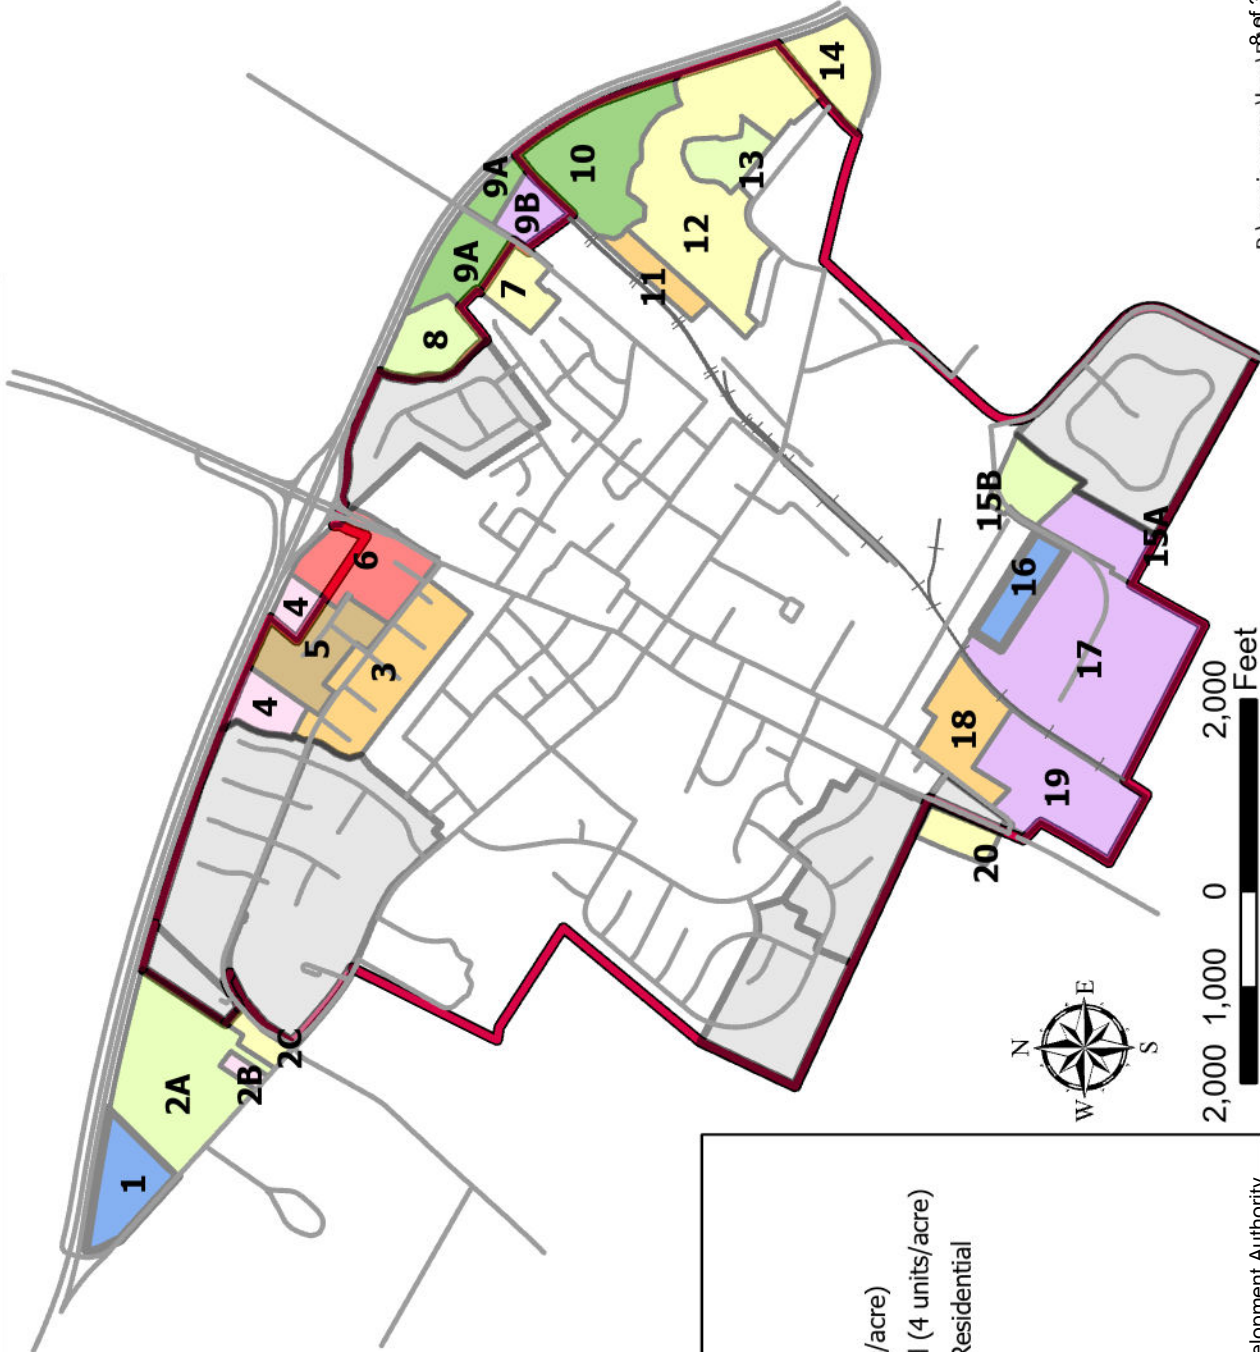 1
2A
2B
2C
3
4
4
5
6
7
8
9A
9A
9B
10
11
12
13
14
15A
15B
16
17
18
19
20
N
W
E
S
2,000 1,000 0 2,000
Feet
/acre)
(4 units/acre)
Residential
elopment Authority
8 of